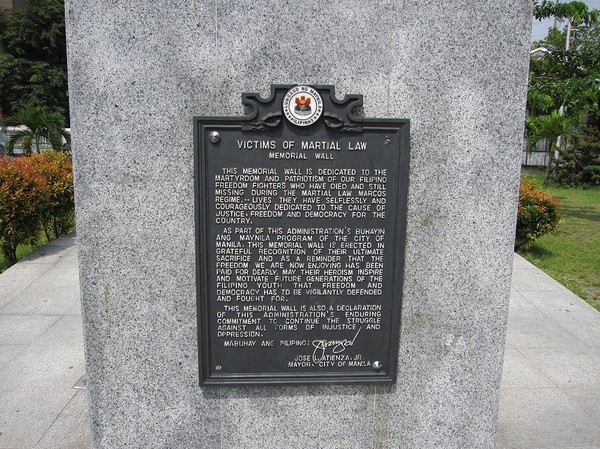 LUNGSOD NG MAYNILA
PILIPINAS
VICTIMS OF MARTIAL LAW
MEMORIAL WALL
THIS MEMORIAL WALL IS DEDICATED TO THE
MARTYRDOM AND PATRIOTISM OF OUR FILIPINO
FREEDOM FIGHTERS WHO HAVE DIED AND STILL
MISSING DURING THE MARTIAL LAW MARCOS
REGIME,-- LIVES THEY HAVE SELFLESSLY AND
COURAGEOUSLY DEDICATED TO THE CAUSE OF
JUSTICE, FREEDOM AND DEMOCRACY FOR THE
COUNTRY.
AS PART OF THIS ADMINISTRATION'S BUHAYIN
ANG MAYNILA PROGRAM OF THE CITY OF
MANILA, THIS MEMORIAL WALL IS ERECTED IN
GRATEFUL RECOGNITION OF THEIR ULTIMATE
SACRIFICE AND AS A REMINDER THAT THE
FREEDOM WE ARE NOW ENJOYING HAS BEEN
PAID FOR DEARLY. MAY THEIR HEROISM INSPIRE
AND MOTIVATE FUTURE GENERATIONS OF THE
FILIPINO YOUTH THAT FREEDOM AND
DEMOCRACY HAS TO BE VIGILANTLY DEFENDED
AND FOUGHT FOR.
THIS MEMORIAL WALL IS ALSO A DECLARATION
OF THIS ADMINISTRATION'S ENDURING
COMMITMENT TO CONTINUE THE STRUGGLE
AGAINST ALL FORMS OF INJUSTICE AND
OPPRESSION.
MABUHAY ANG PILIPINO!
JOSE L. ATIENZA, JR.
MAYOR, CITY OF MANILA